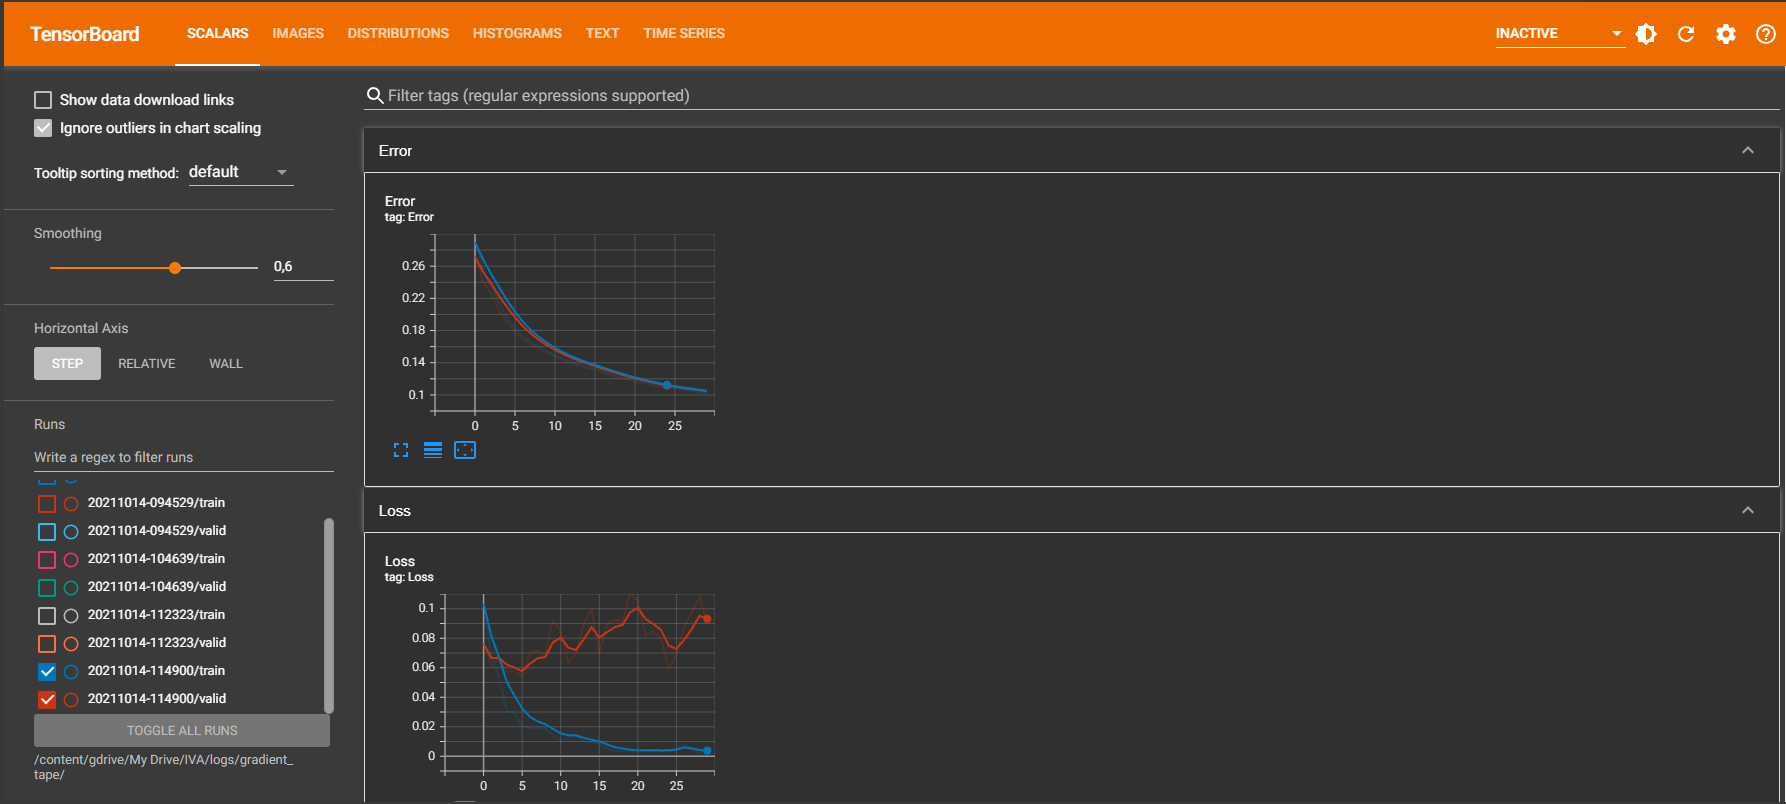 TensorBoard SCALARS IMAGES DISTRIBUTIONS HISTOGRAMS TEXT TIME SERIES INACTIVE
Show data download links
Ignore outliers in chart scaling
Tooltip sorting method: default
Smoothing
0,6
Horizontal Axis
STEP RELATIVE WALL
Runs
Write a regex to filter runs
20211014-094529/train
20211014-094529/valid
20211014-104639/train
20211014-104639/valid
20211014-112323/train
20211014-112323/valid
20211014-114900/train
20211014-114900/valid
TOGGLE ALL RUNS
/content/gdrive/My Drive/IVA/logs/gradient_
tape/
Filter tags (regular expressions supported)
Error
Error
tag: Error
0.26
0.22
0.18
0.14
0.1
0 5 10 15 20 25
Loss
Loss
tag: Loss
0.1
0.08
0.06
0.04
0.02
0
0 5 10 15 20 25